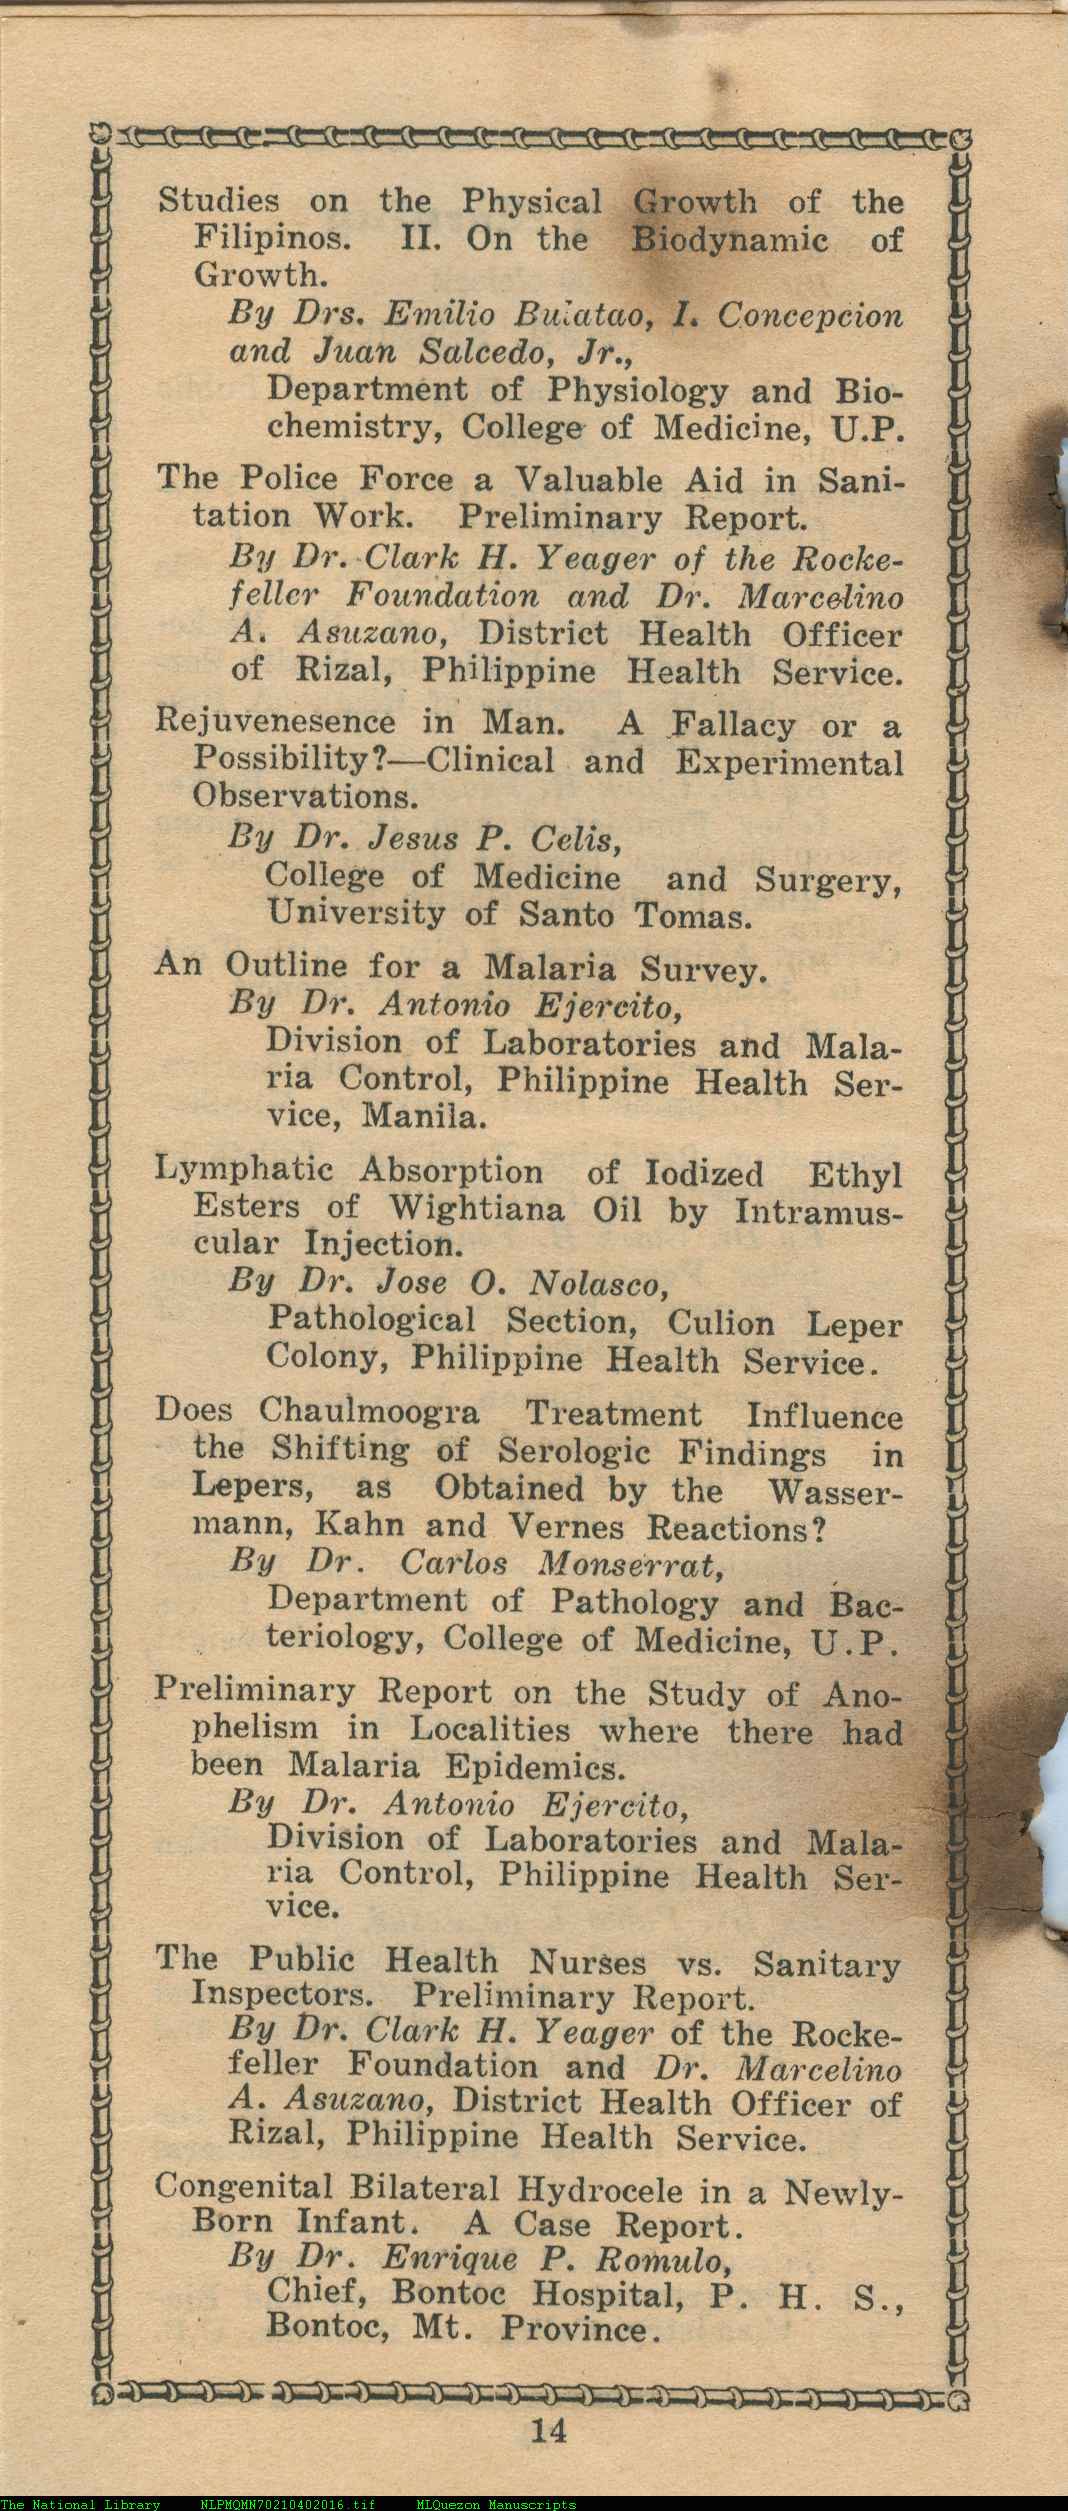 Studies on the Physical Growth of the
Filipinos. II. On the Biodynamic of
Growth.
By Drs. Emilio Bulatao, I. Concepcion
and Juan Salcedo, Jr.,
Department of Physiology and Bio-
chemistry, College of Medicine, U.P.
The Police Force a Valuable Aid in Sani-
tation Work. Preliminary Report.
By Dr. Clark H. Yeager of the Rocke-
feller Foundation and Dr. Marcelino
A. Asuzano, District Health Officer
of Rizal, Philippine Health Service.
Rejuvenesence in Man. A Fallacy or a
Possibility?—Clinical and Experimental
Observations.
By Dr. Jesus P. Celis,
College of Medicine and Surgery,
University of Santo Tomas.
An Outline for a Malaria Survey.
By Dr. Antonio Ejercito,
Division of Laboratories and Mala-
ria Control, Philippine Health Ser-
vice, Manila.
Lymphatic Absorption of Iodized Ethyl
Esters of Wightiana Oil by Intramus-
cular Injection.
By Dr. Jose O. Nolasco,
Pathological Section, Culion Leper
Colony, Philippine Health Service.
Does Chaulmoogra Treatment Influence
the Shifting of Serologic Findings in
Lepers, as Obtained by the Wasser-
mann, Kahn and Vernes Reactions?
By Dr. Carlos Monserrat,
Department of Pathology and Bac-
teriology, College of Medicine, U.P.
Preliminary Report on the Study of Ano-
phelism in Localities where there had
been Malaria Epidemics.
By Dr. Antonio Ejercito,
Division of Laboratories and Mala-
ria Control, Philippine Health Ser-
vice.
The Public Health Nurses vs. Sanitary
Inspectors. Preliminary Report.
By Dr. Clark H. Yeager of the Rocke-
feller Foundation and Dr. Marcelino
A. Asuzano, District Health Officer of
Rizal, Philippine Health Service.
Congenital Bilateral Hydrocele in a Newly-
Born Infant. A Case Report.
By Dr. Enrique P. Romulo,
Chief, Bontoc Hospital, P. H. S.,
Bontoc, Mt. Province.
14
The National Library NLPMQMN70210402016.tif MLQuezon Manuscripts